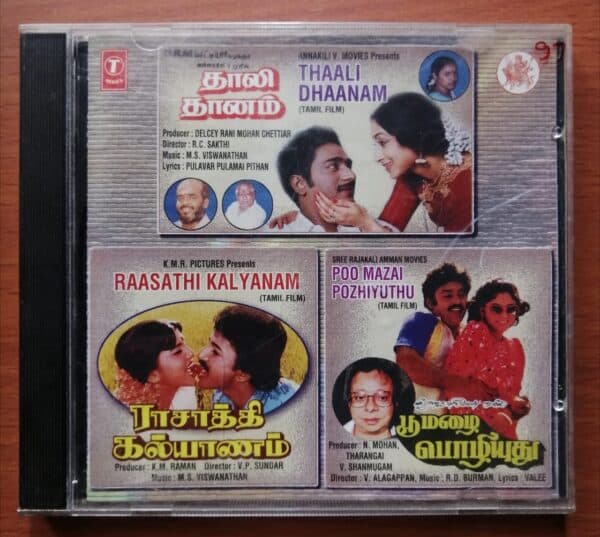 T
T-Series
97
ANNAKILI V. MOVIES Presents
தாலி
தானம்
THAALI
DHAANAM
(TAMIL FILM)
Producer : DELCEY RANI MOHAN CHETTIAR
Director : R.C. SAKTHI
Music : M.S. VISWANATHAN
Lyrics : PULAVAR PULAMAI PITHAN
K.M.R. PICTURES Presents
RAASATHI KALYANAM
(TAMIL FILM)
ராசாத்தி
கல்யாணம்
Producer : K.M. RAMAN Director : V.P. SUNDAR
Music : M.S. VISWANATHAN
SREE RAJAKALI AMMAN MOVIES
POO MAZAI
POZHIYUTHU
(TAMIL FILM)
பூமழை
பொழியுது
Producer : N. MOHAN,
THARANGAI
V. SHANMUGAM
Director : V. ALAGAPPAN, Music : R.D. BURMAN, Lyrics : VALEE